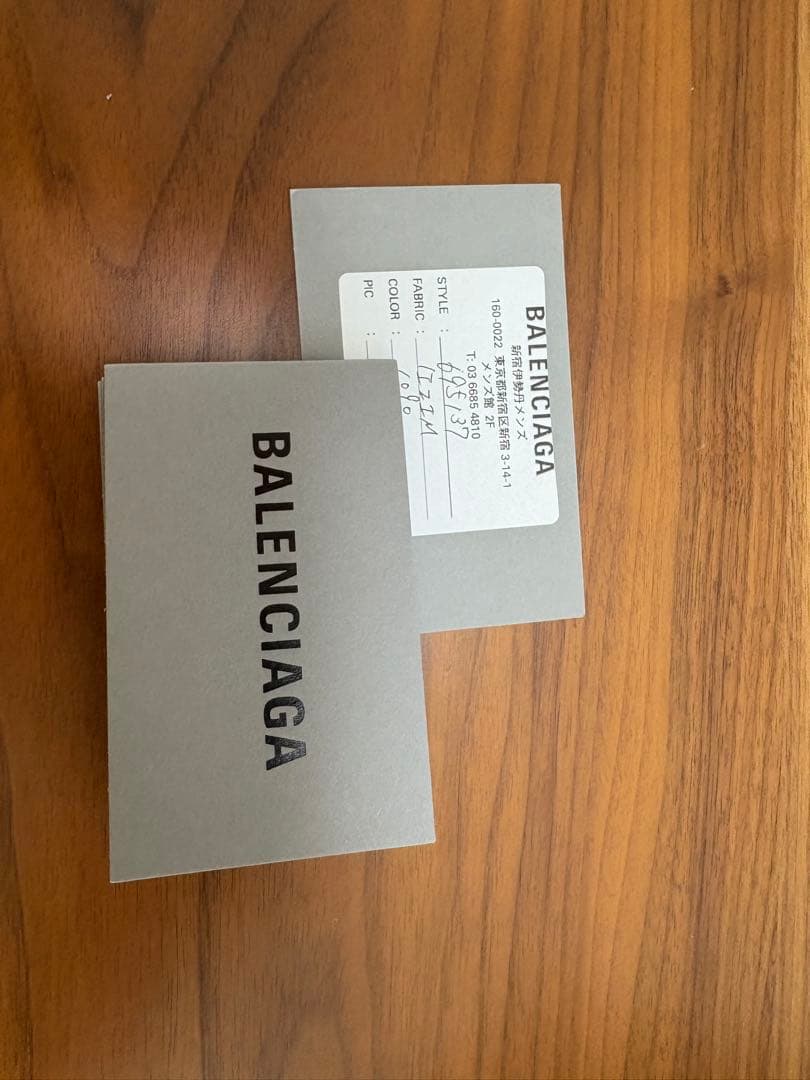 BALENCIAGA
新宿伊勢丹メンズ
160-0022 東京都新宿区新宿 3-14-1
メンズ館 2F
T: 03 6685 4810
STYLE : 695137
FABRIC :
COLOR : 1090
PIC :
BALENCIAGA